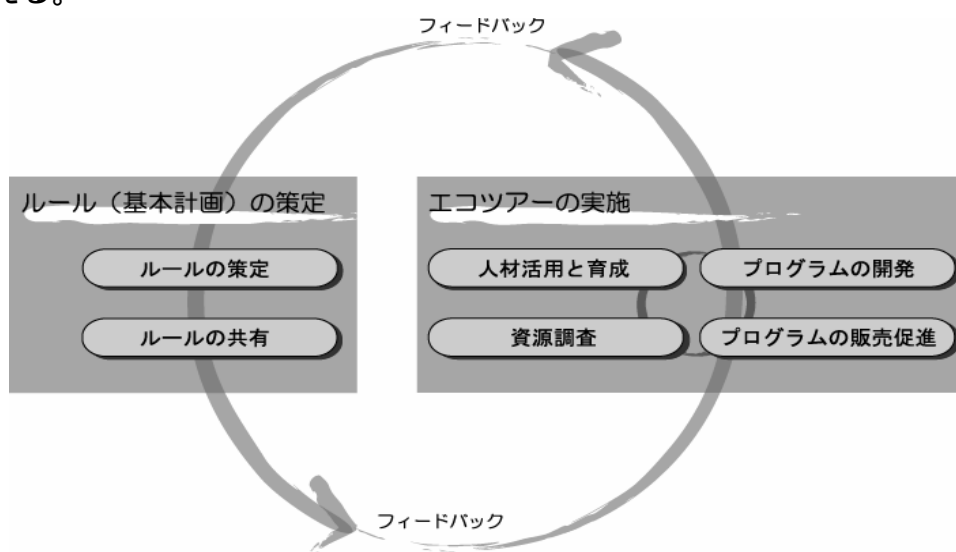 きる。
フィードバック
ルール（基本計画）の策定
ルールの策定
ルールの共有
エコツアーの実施
人材活用と育成
プログラムの開発
資源調査
プログラムの販売促進
フィードバック